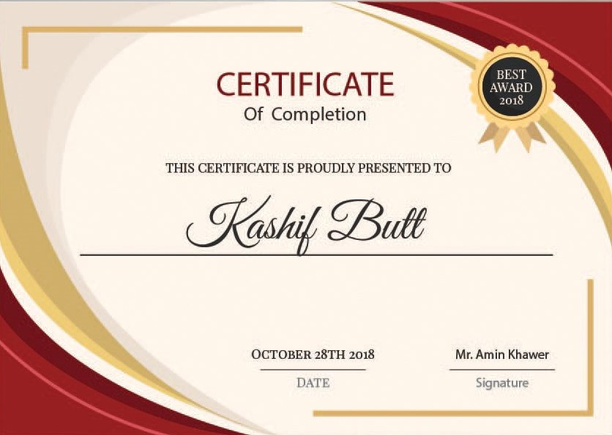 CERTIFICATE
Of Completion
BEST
AWARD
2018
THIS CERTIFICATE IS PROUDLY PRESENTED TO
Kashif Butt
OCTOBER 28TH 2018
DATE
Mr. Amin Khawer
Signature